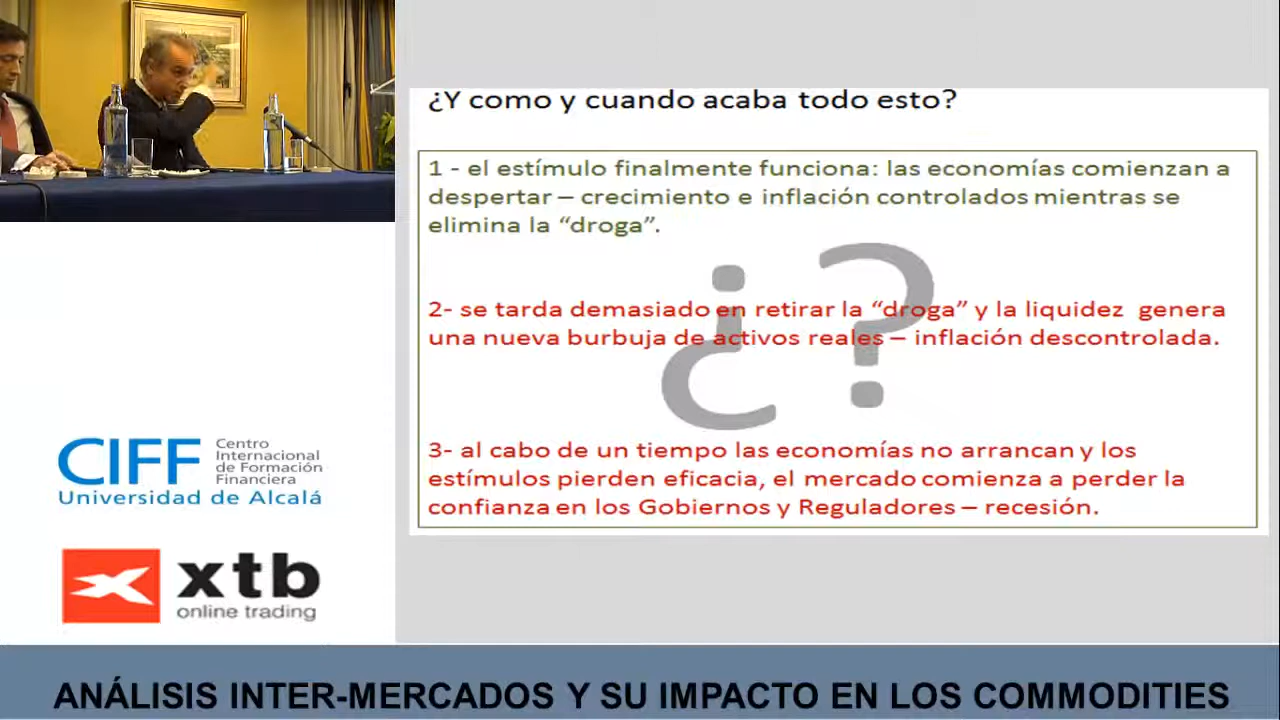 ¿Y como y cuando acaba todo esto?
1 - el estímulo finalmente funciona: las economías comienzan a
despertar – crecimiento e inflación controlados mientras se
elimina la “droga”.
2- se tarda demasiado en retirar la “droga” y la liquidez genera
una nueva burbuja de activos reales – inflación descontrolada.
¿?
3- al cabo de un tiempo las economías no arrancan y los
estímulos pierden eficacia, el mercado comienza a perder la
confianza en los Gobiernos y Reguladores – recesión.
CIFF
Centro
Internacional
de Formación
Financiera
Universidad de Alcalá
xtb
online trading
ANÁLISIS INTER-MERCADOS Y SU IMPACTO EN LOS COMMODITIES